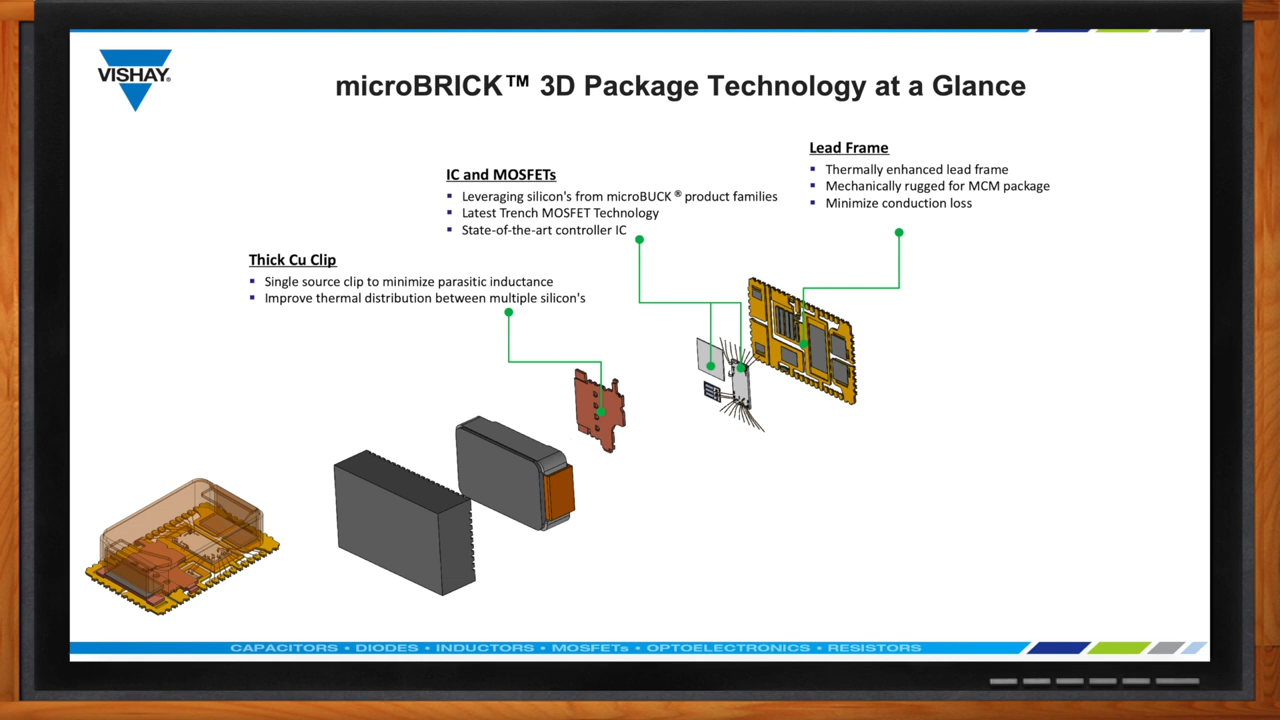 VISHAY®
microBRICK™ 3D Package Technology at a Glance
Lead Frame
▪ Thermally enhanced lead frame
▪ Mechanically rugged for MCM package
▪ Minimize conduction loss
IC and MOSFETs
▪ Leveraging silicon's from microBUCK® product families
▪ Latest Trench MOSFET Technology
▪ State-of-the-art controller IC
Thick Cu Clip
▪ Single source clip to minimize parasitic inductance
▪ Improve thermal distribution between multiple silicon's
CAPACITORS • DIODES • INDUCTORS • MOSFETs • OPTOELECTRONICS • RESISTORS